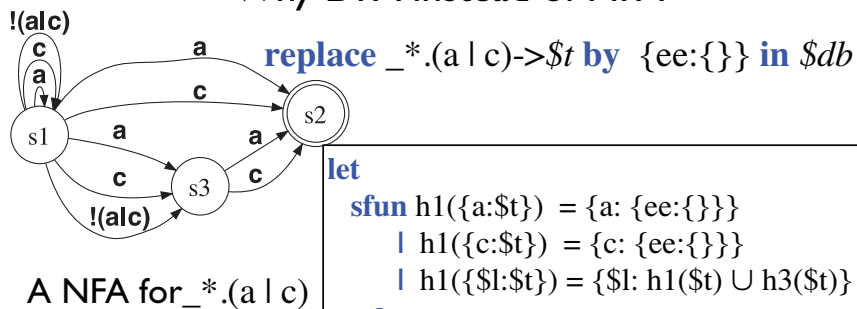 replace _*.(a | c)->$t by {ee:{}} in $db
!(a|c)
c
a
a
c
s1
s2
a
a
c
c
s3
!(a|c)
let
sfun h1({a:$t}) = {a: {ee:{}}}
| h1({c:$t}) = {c: {ee:{}}}
| h1({$l:$t}) = {$l: h1($t) ∪ h3($t)}
A NFA for_*.(a | c)